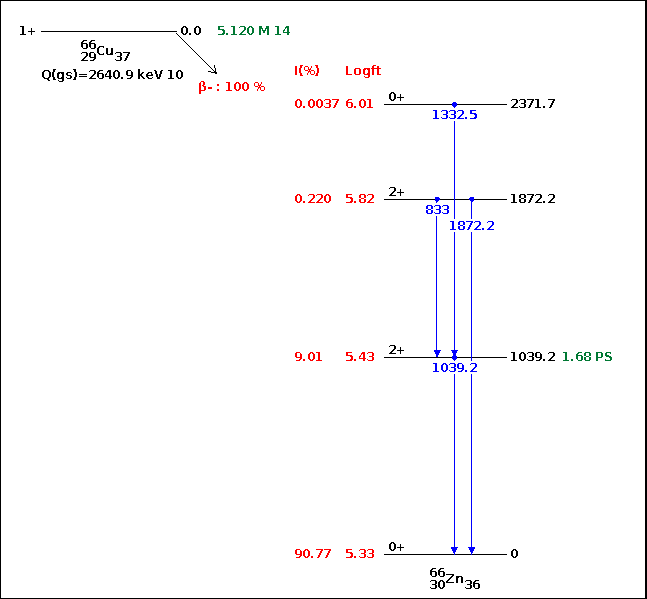 1+ 0.0 5.120 M 14
66
29Cu37
Q(gs)=2640.9 keV 10
β- : 100 %
I(%) Logft
0.0037 6.01 0+ 2371.7
1332.5
0.220 5.82 2+ 1872.2
833
1872.2
9.01 5.43 2+ 1039.2 1.68 PS
1039.2
90.77 5.33 0+ 0
66
30Zn36